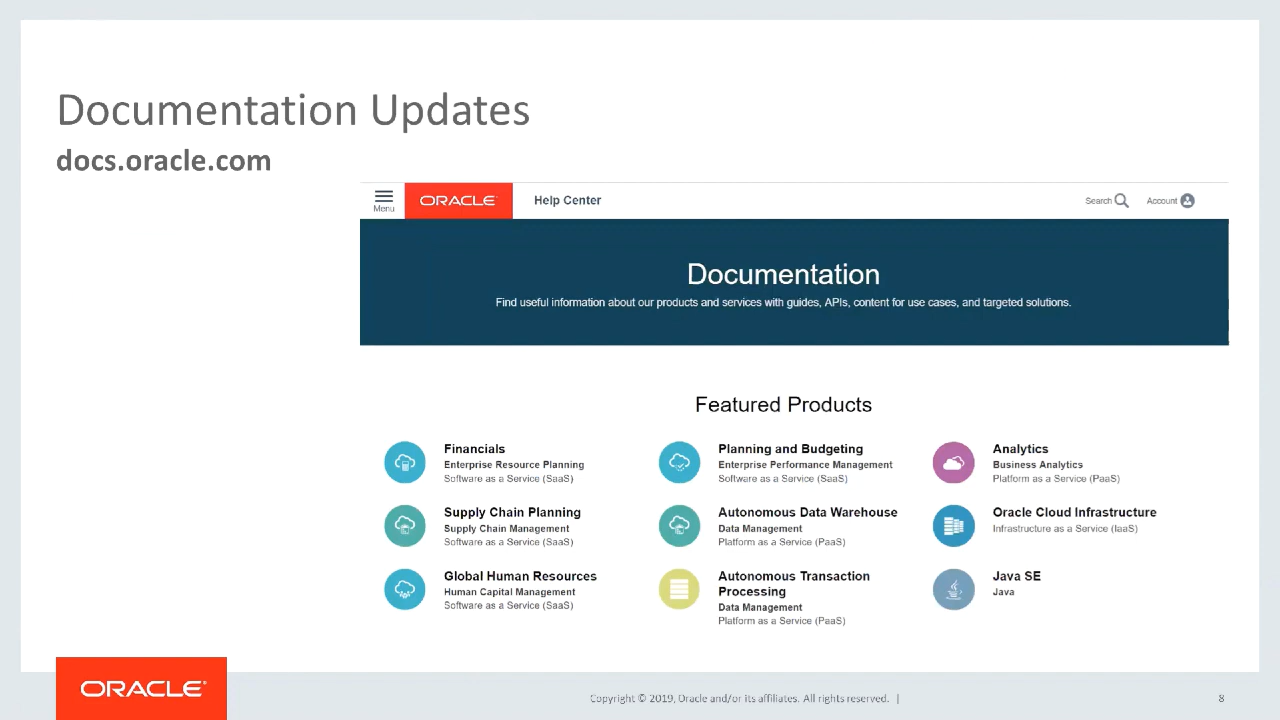 Documentation Updates
docs.oracle.com
Menu
ORACLE
Help Center
Search
Account
Documentation
Find useful information about our products and services with guides, APIs, content for use cases, and targeted solutions.
Featured Products
Financials
Enterprise Resource Planning
Software as a Service (SaaS)
Planning and Budgeting
Enterprise Performance Management
Software as a Service (SaaS)
Analytics
Business Analytics
Platform as a Service (PaaS)
Supply Chain Planning
Supply Chain Management
Software as a Service (SaaS)
Autonomous Data Warehouse
Data Management
Platform as a Service (PaaS)
Oracle Cloud Infrastructure
Infrastructure as a Service (IaaS)
Global Human Resources
Human Capital Management
Software as a Service (SaaS)
Autonomous Transaction
Processing
Data Management
Platform as a Service (PaaS)
Java SE
Java
ORACLE®
Copyright © 2019, Oracle and/or its affiliates. All rights reserved. |
8